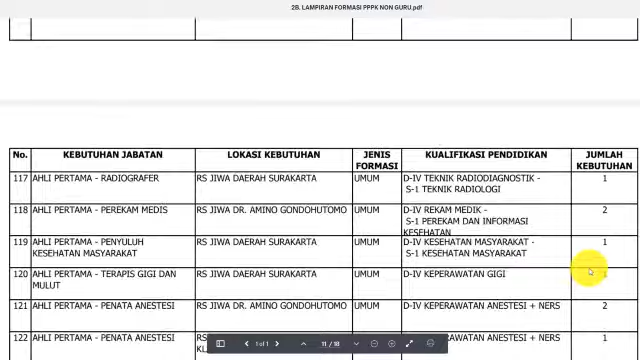 2B. LAMPIRAN FORMASI PPPK NON GURU.pdf
No. KEBUTUHAN JABATAN LOKASI KEBUTUHAN JENIS FORMASI KUALIFIKASI PENDIDIKAN JUMLAH KEBUTUHAN
117 AHLI PERTAMA - RADIOGRAFER RS JIWA DAERAH SURAKARTA UMUM D-IV TEKNIK RADIODIAGNOSTIK - 1
S-1 TEKNIK RADIOLOGI
118 AHLI PERTAMA - PEREKAM MEDIS RS JIWA DR. AMINO GONDOHUTOMO UMUM D-IV REKAM MEDIK - 2
S-1 PEREKAM DAN INFORMASI
KESEHATAN
119 AHLI PERTAMA - PENYULUH RS JIWA DAERAH SURAKARTA UMUM D-IV KESEHATAN MASYARAKAT - 1
KESEHATAN MASYARAKAT S-1 KESEHATAN MASYARAKAT
120 AHLI PERTAMA - TERAPIS GIGI DAN RS JIWA DAERAH SURAKARTA UMUM D-IV KEPERAWATAN GIGI 1
MULUT
121 AHLI PERTAMA - PENATA ANESTESI RS JIWA DR. AMINO GONDOHUTOMO UMUM D-IV KEPERAWATAN ANESTESI + NERS 2
122 AHLI PERTAMA - PENATA ANESTESI RS UMUM ANESTESI + NERS 1
1 of 1 11 / 18